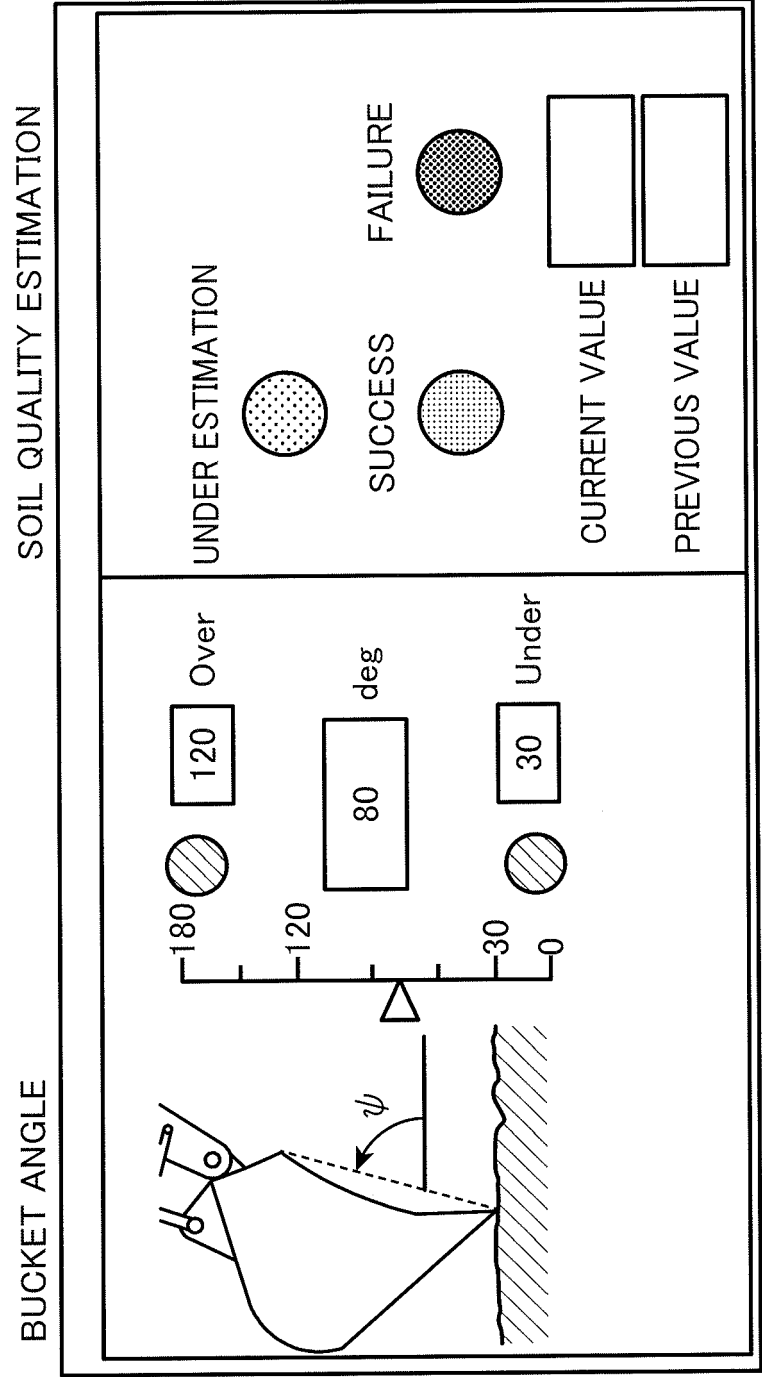 BUCKET ANGLE
SOIL QUALITY ESTIMATION
180
120
30
0
ψ
120 Over
80 deg
30 Under
UNDER ESTIMATION
SUCCESS
FAILURE
CURRENT VALUE
PREVIOUS VALUE